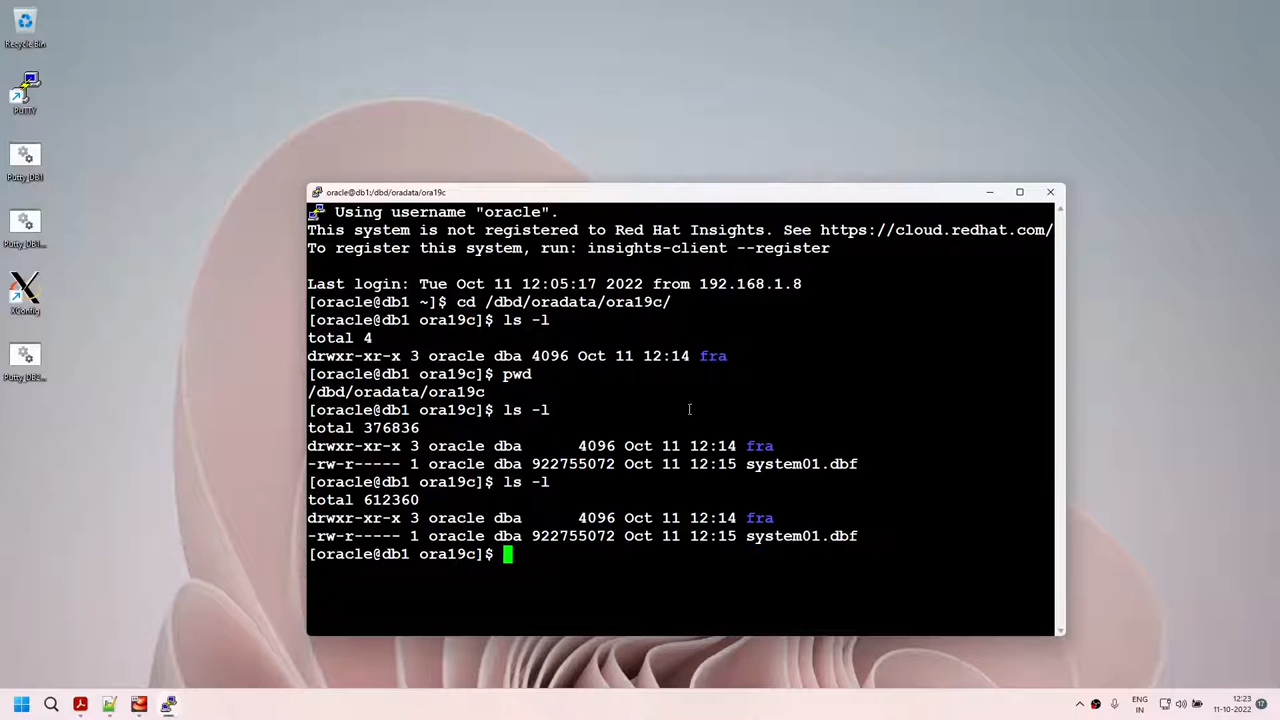 Recycle Bin
PuTTY
Putty_DB1
Putty_DB1...
XConfig
Putty_DB2...
oracle@db1:/dbd/oradata/ora19c
Using username "oracle".
This system is not registered to Red Hat Insights. See https://cloud.redhat.com/
To register this system, run: insights-client --register
Last login: Tue Oct 11 12:05:17 2022 from 192.168.1.8
[oracle@db1 ~]$ cd /dbd/oradata/ora19c/
[oracle@db1 ora19c]$ ls -l
total 4
drwxr-xr-x 3 oracle dba 4096 Oct 11 12:14 fra
[oracle@db1 ora19c]$ pwd
/dbd/oradata/ora19c
[oracle@db1 ora19c]$ ls -l
total 376836
drwxr-xr-x 3 oracle dba      4096 Oct 11 12:14 fra
-rw-r----- 1 oracle dba 922755072 Oct 11 12:15 system01.dbf
[oracle@db1 ora19c]$ ls -l
total 612360
drwxr-xr-x 3 oracle dba      4096 Oct 11 12:14 fra
-rw-r----- 1 oracle dba 922755072 Oct 11 12:15 system01.dbf
[oracle@db1 ora19c]$
ENG
IN
12:23
11-10-2022
17